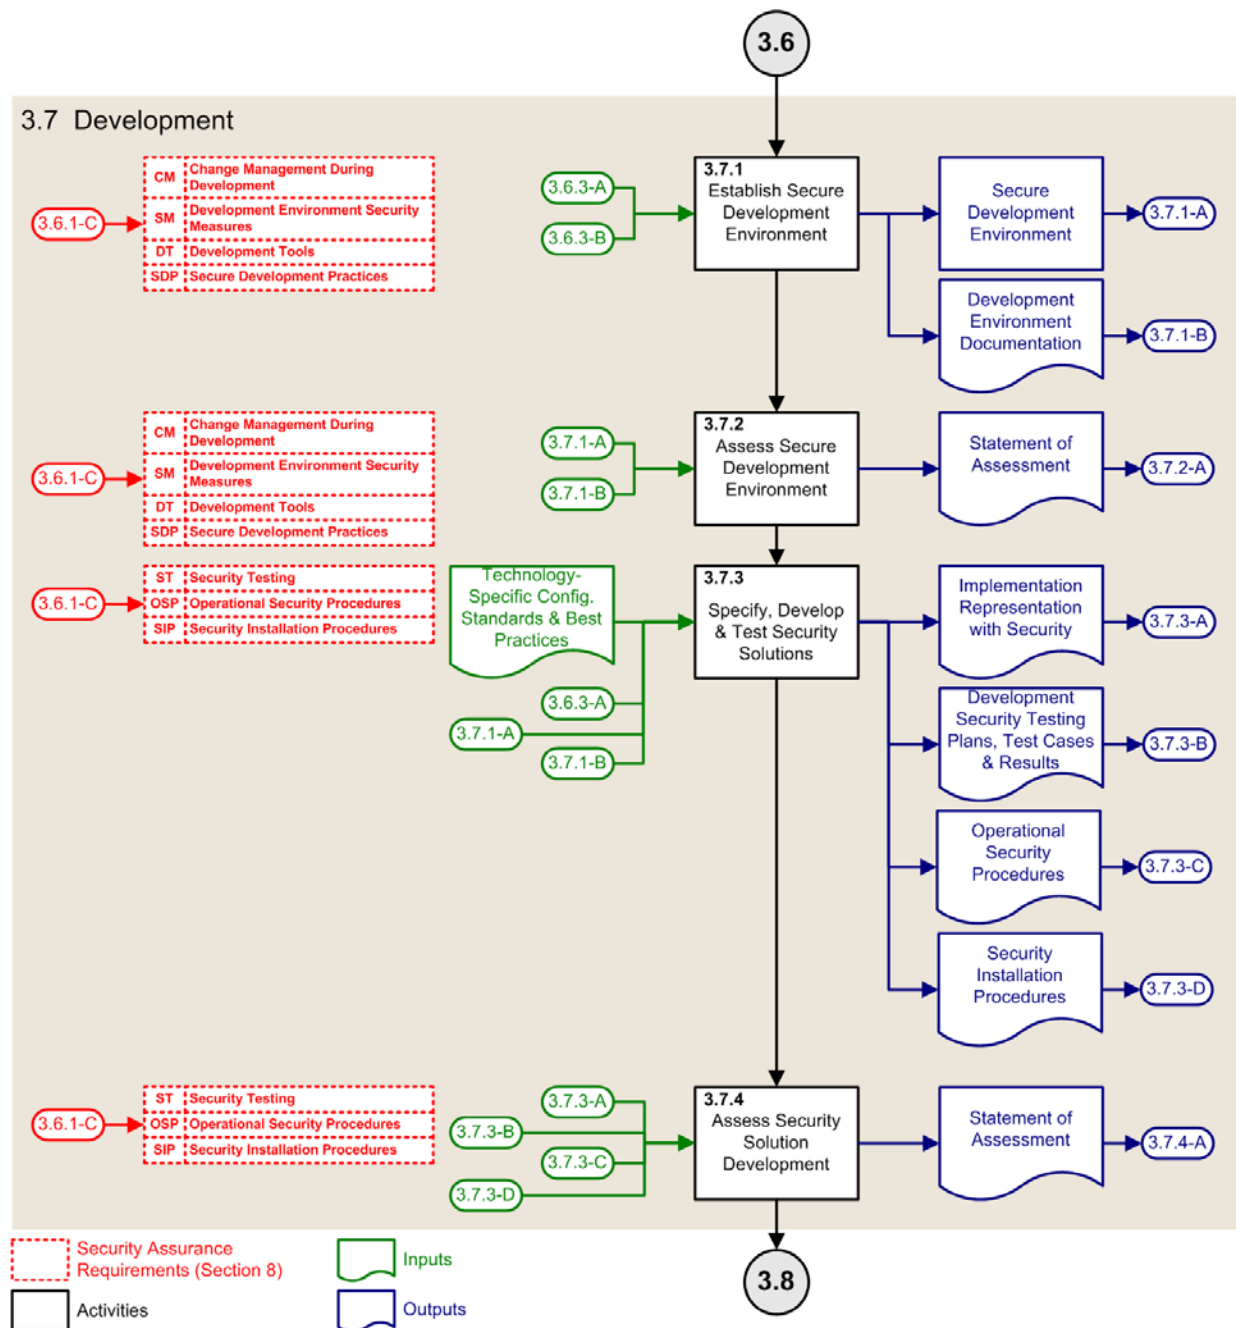 3.6
3.7 Development
CM Change Management During
Development
SM Development Environment Security
Measures
DT Development Tools
SDP Secure Development Practices
3.6.1-C
3.6.3-A
3.6.3-B
3.7.1
Establish Secure
Development
Environment
Secure
Development
Environment
3.7.1-A
Development
Environment
Documentation
3.7.1-B
CM Change Management During
Development
SM Development Environment Security
Measures
DT Development Tools
SDP Secure Development Practices
3.6.1-C
3.7.1-A
3.7.1-B
3.7.2
Assess Secure
Development
Environment
Statement of
Assessment
3.7.2-A
ST Security Testing
OSP Operational Security Procedures
SIP Security Installation Procedures
3.6.1-C
Technology-
Specific Config.
Standards & Best
Practices
3.6.3-A
3.7.1-A
3.7.1-B
3.7.3
Specify, Develop
& Test Security
Solutions
Implementation
Representation
with Security
3.7.3-A
Development
Security Testing
Plans, Test Cases
& Results
3.7.3-B
Operational
Security
Procedures
3.7.3-C
Security
Installation
Procedures
3.7.3-D
ST Security Testing
OSP Operational Security Procedures
SIP Security Installation Procedures
3.6.1-C
3.7.3-A
3.7.3-B
3.7.3-C
3.7.3-D
3.7.4
Assess Security
Solution
Development
Statement of
Assessment
3.7.4-A
3.8
Security Assurance
Requirements (Section 8)
Inputs
Activities
Outputs